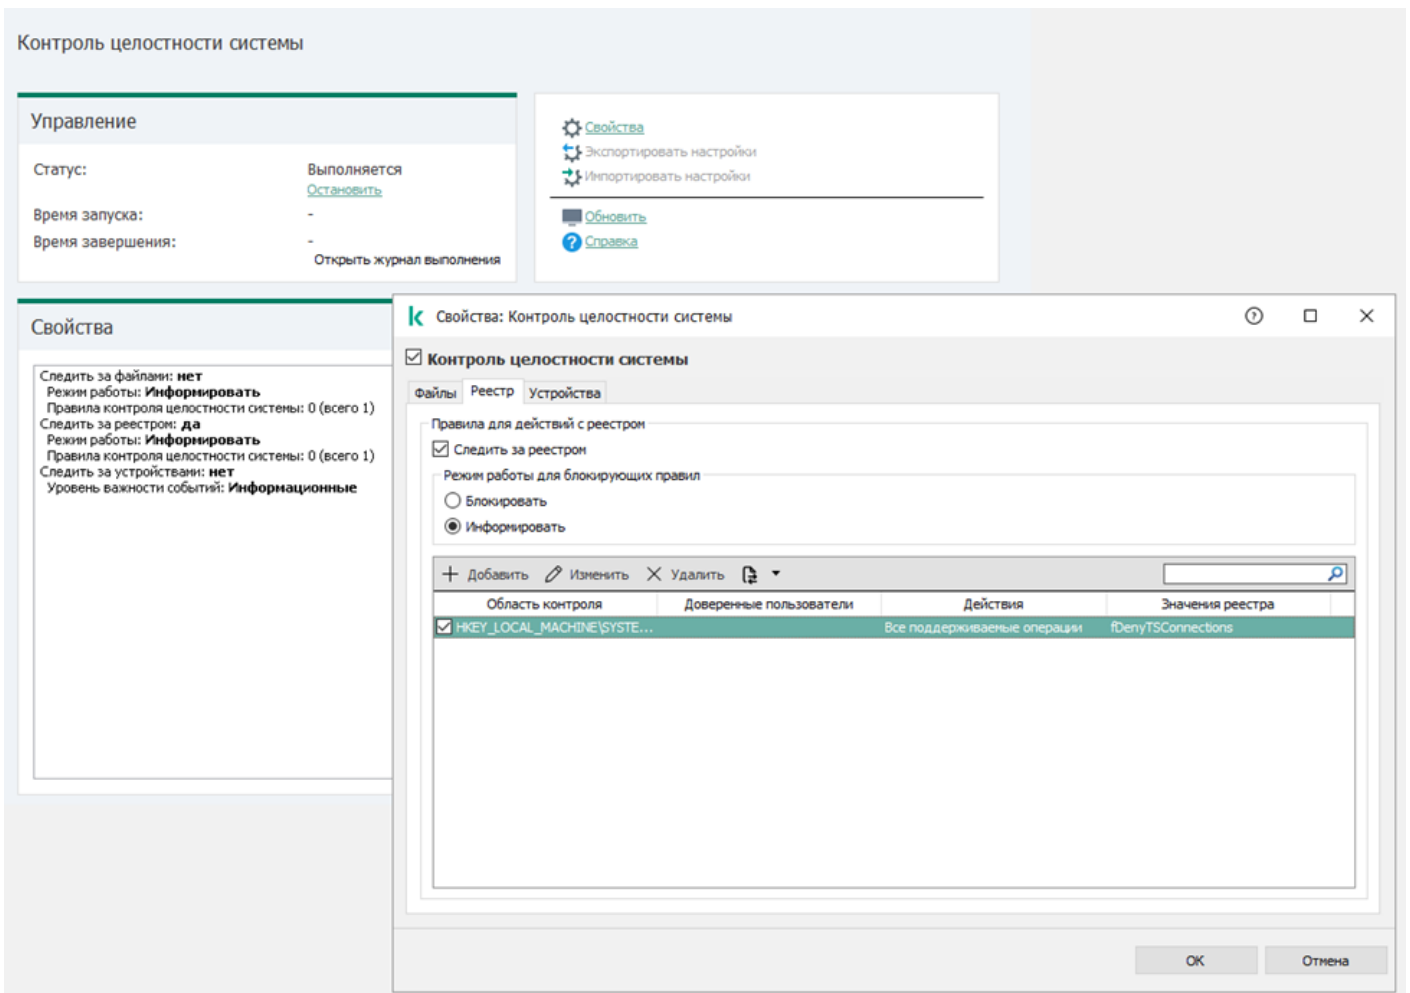 Контроль целостности системы
Управление
Статус: Выполняется
Остановить
Время запуска: -
Время завершения: -
Открыть журнал выполнения
Свойства
Экспортировать настройки
Импортировать настройки
Обновить
Справка
Свойства
Следить за файлами: нет
Режим работы: Информировать
Правила контроля целостности системы: 0 (всего 1)
Следить за реестром: да
Режим работы: Информировать
Правила контроля целостности системы: 0 (всего 1)
Следить за устройствами: нет
Уровень важности событий: Информационные
Свойства: Контроль целостности системы
Контроль целостности системы
Файлы Реестр Устройства
Правила для действий с реестром
Следить за реестром
Режим работы для блокирующих правил
Блокировать
Информировать
Добавить Изменить Удалить
Область контроля Доверенные пользователи Действия Значения реестра
HKEY_LOCAL_MACHINE\SYSTE... Все поддерживаемые операции fDenyTSConnections
OK Отмена